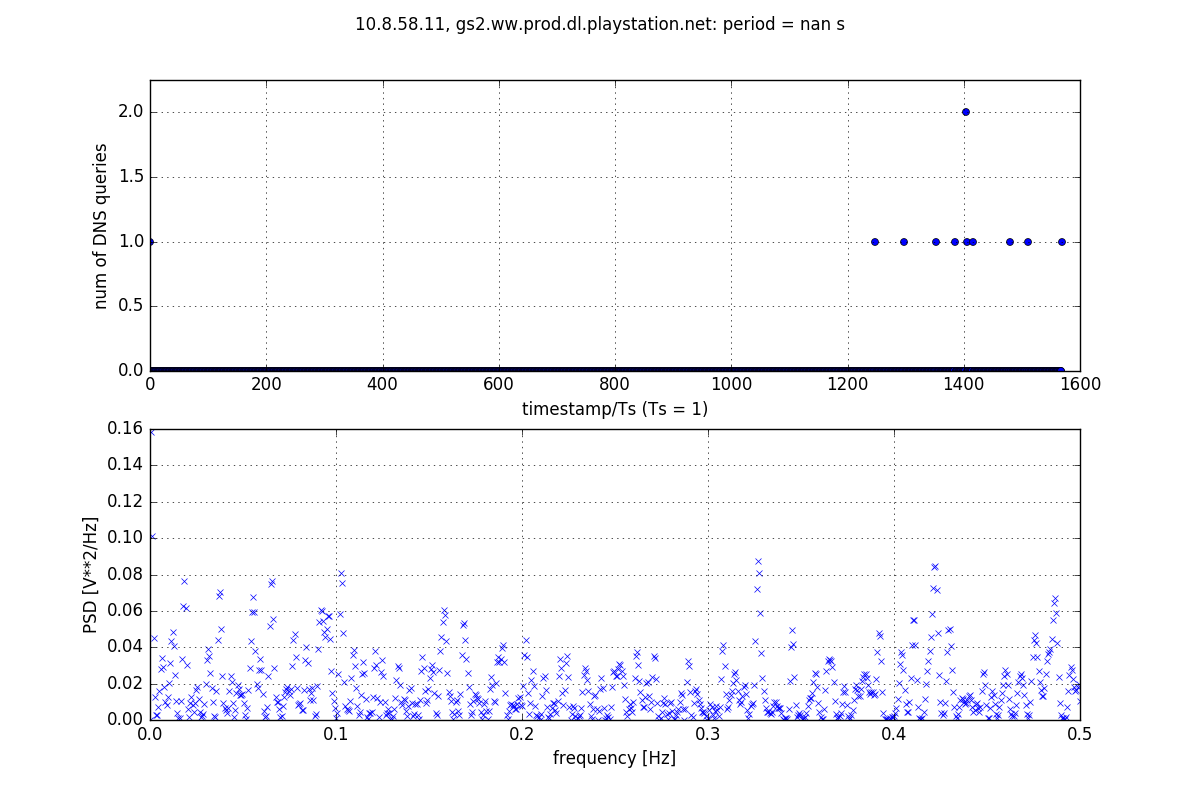 10.8.58.11, gs2.ww.prod.dl.playstation.net: period = nan s
2.0
1.5
1.0
0.5
0.0
num of DNS queries
0 200 400 600 800 1000 1200 1400 1600
timestamp/Ts (Ts = 1)
0.16
0.14
0.12
0.10
0.08
0.06
0.04
0.02
0.00
PSD [V**2/Hz]
0.0 0.1 0.2 0.3 0.4 0.5
frequency [Hz]